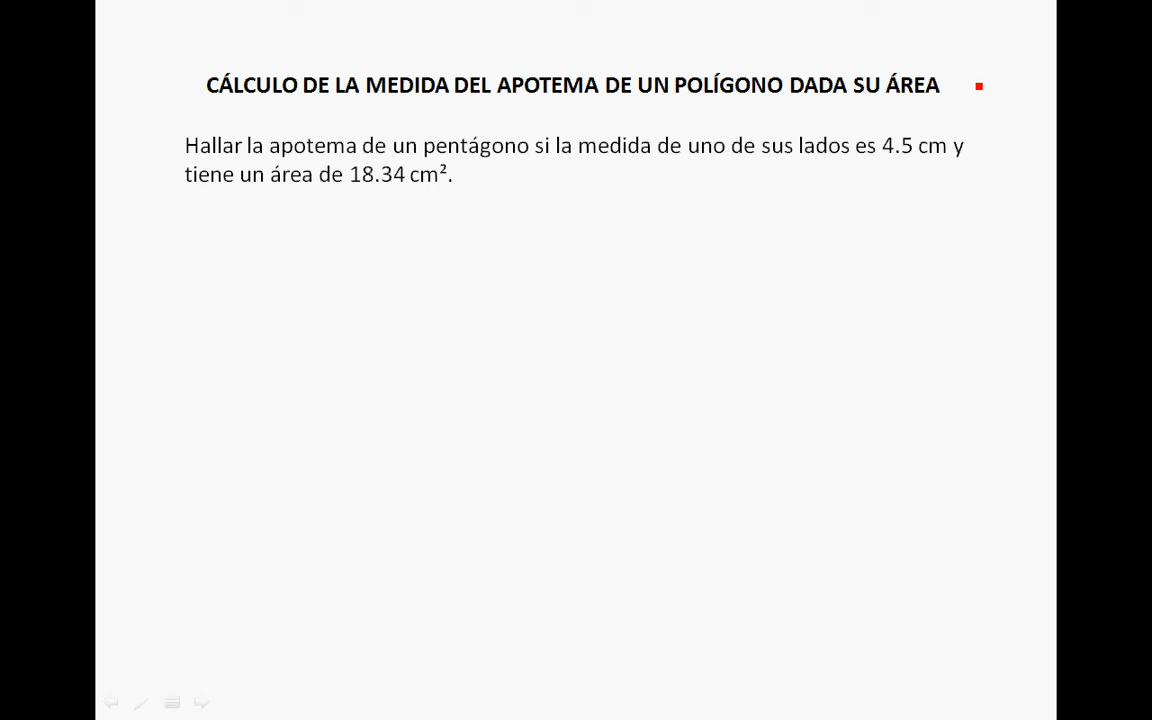 CÁLCULO DE LA MEDIDA DEL APOTEMA DE UN POLÍGONO DADA SU ÁREA
Hallar la apotema de un pentágono si la medida de uno de sus lados es 4.5 cm y
tiene un área de 18.34 cm².